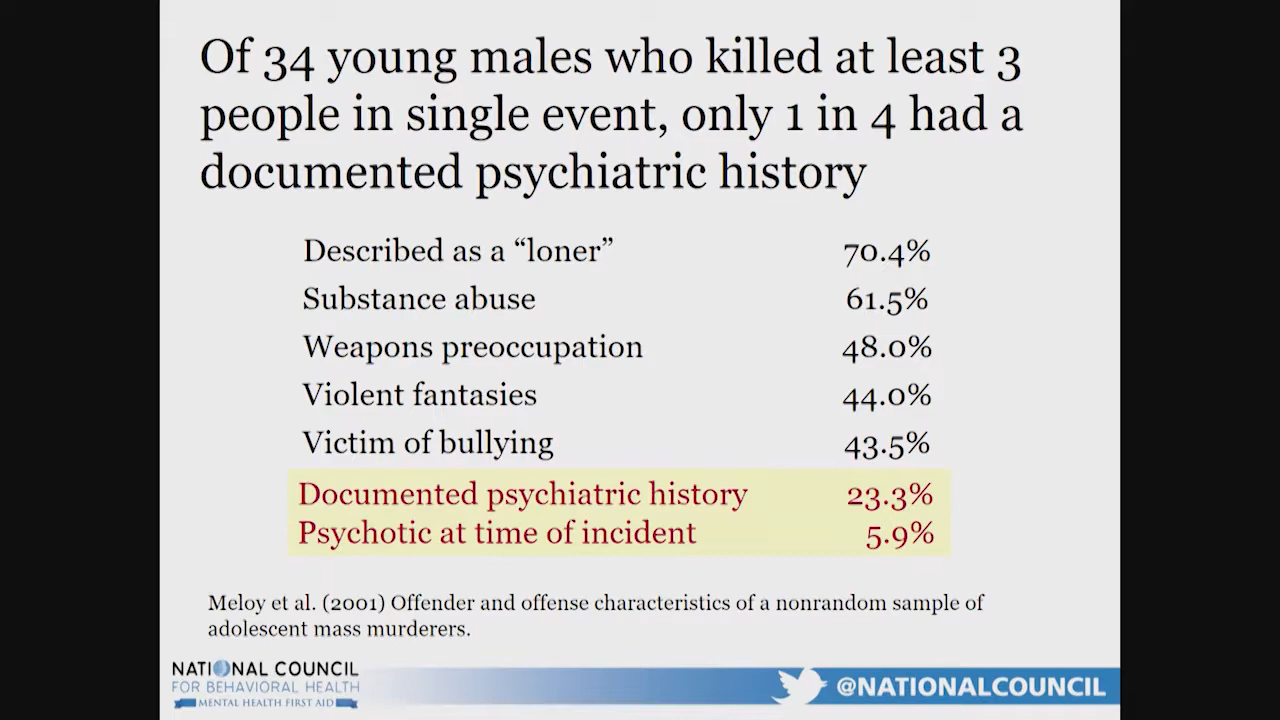 Of 34 young males who killed at least 3
people in single event, only 1 in 4 had a
documented psychiatric history
Described as a “loner” 70.4%
Substance abuse 61.5%
Weapons preoccupation 48.0%
Violent fantasies 44.0%
Victim of bullying 43.5%
Documented psychiatric history 23.3%
Psychotic at time of incident 5.9%
Meloy et al. (2001) Offender and offense characteristics of a nonrandom sample of
adolescent mass murderers.
NATIONAL COUNCIL
FOR BEHAVIORAL HEALTH
MENTAL HEALTH FIRST AID
@NATIONALCOUNCIL